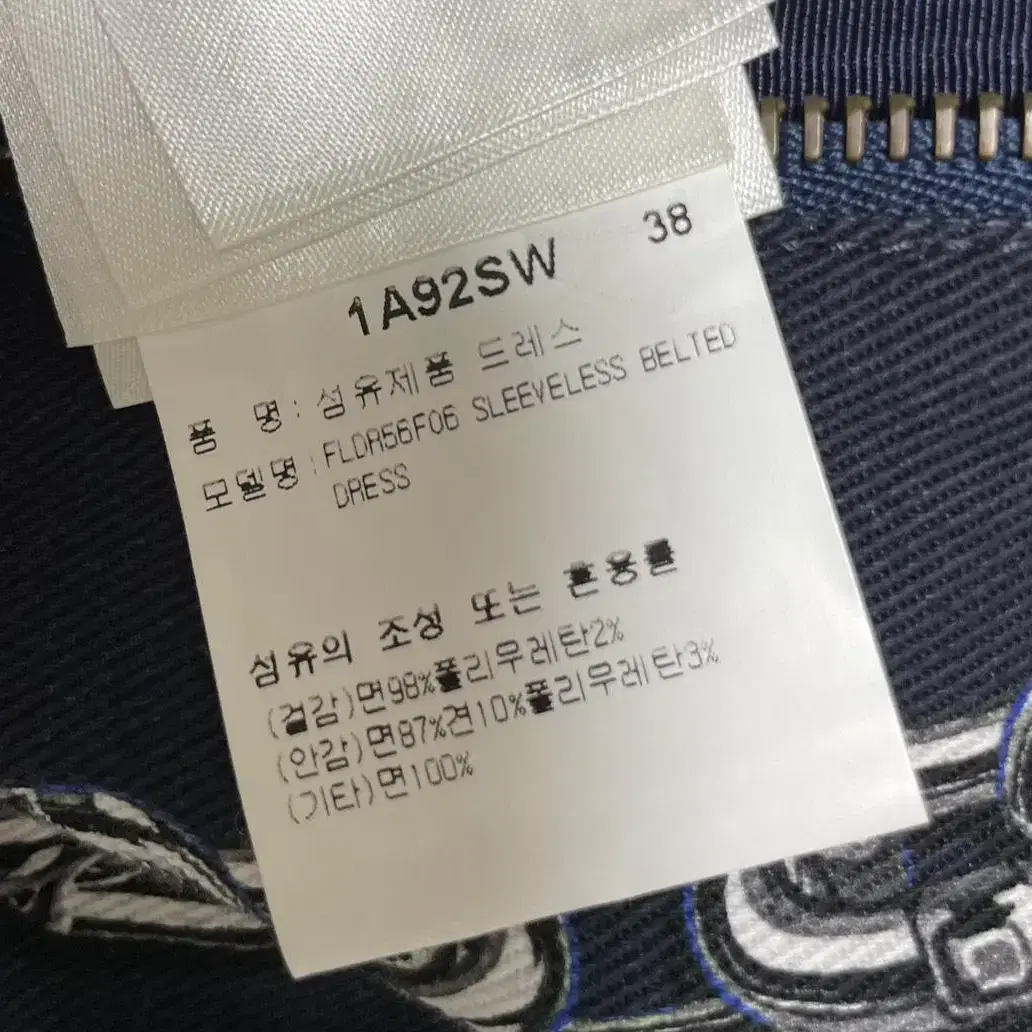 38
1A92SW
품 명 : 섬유제품 드레스
모델명 : FLDR56F06 SLEEVELESS BELTED
DRESS
섬유의 조성 또는 혼용률
(겉감)면98%폴리우레탄2%
(안감)면87%견10%폴리우레탄3%
(기타)면100%